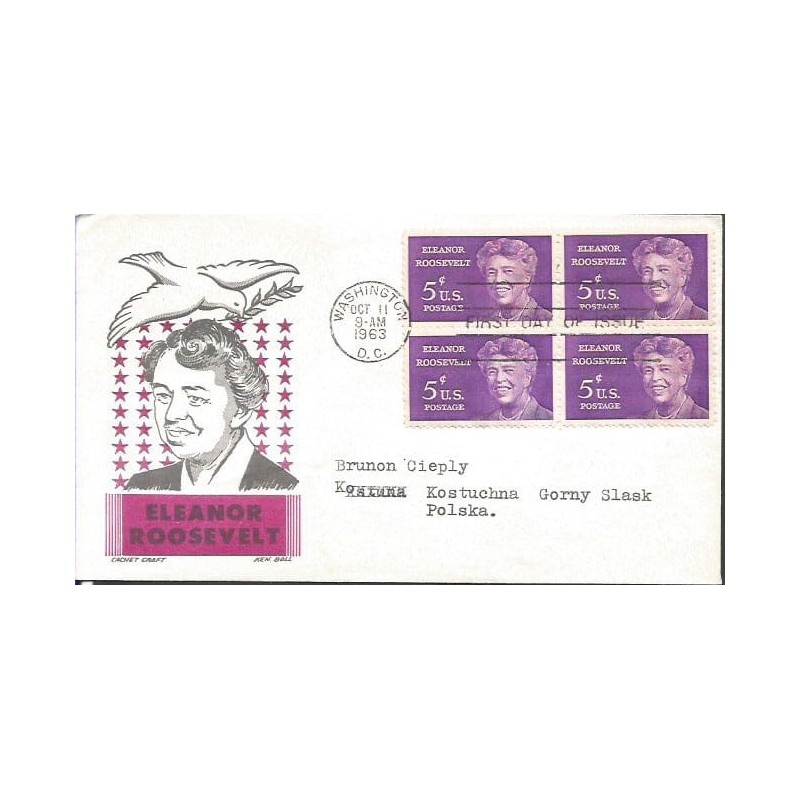 ELEANOR
ROOSEVELT
5¢
U.S.
POSTAGE
ELEANOR
ROOSEVELT
5¢
U.S.
POSTAGE
WASHINGTON
OCT 11
9-AM
1963
D.C.
FIRST DAY OF ISSUE
ELEANOR
ROOSEVELT
5¢
U.S.
POSTAGE
ELEANOR
ROOSEVELT
5¢
U.S.
POSTAGE
Brunon Cieply
Kostuchna Gorny Slask
Polska.
ELEANOR
ROOSEVELT
CACHET CRAFT
KEN BOLL